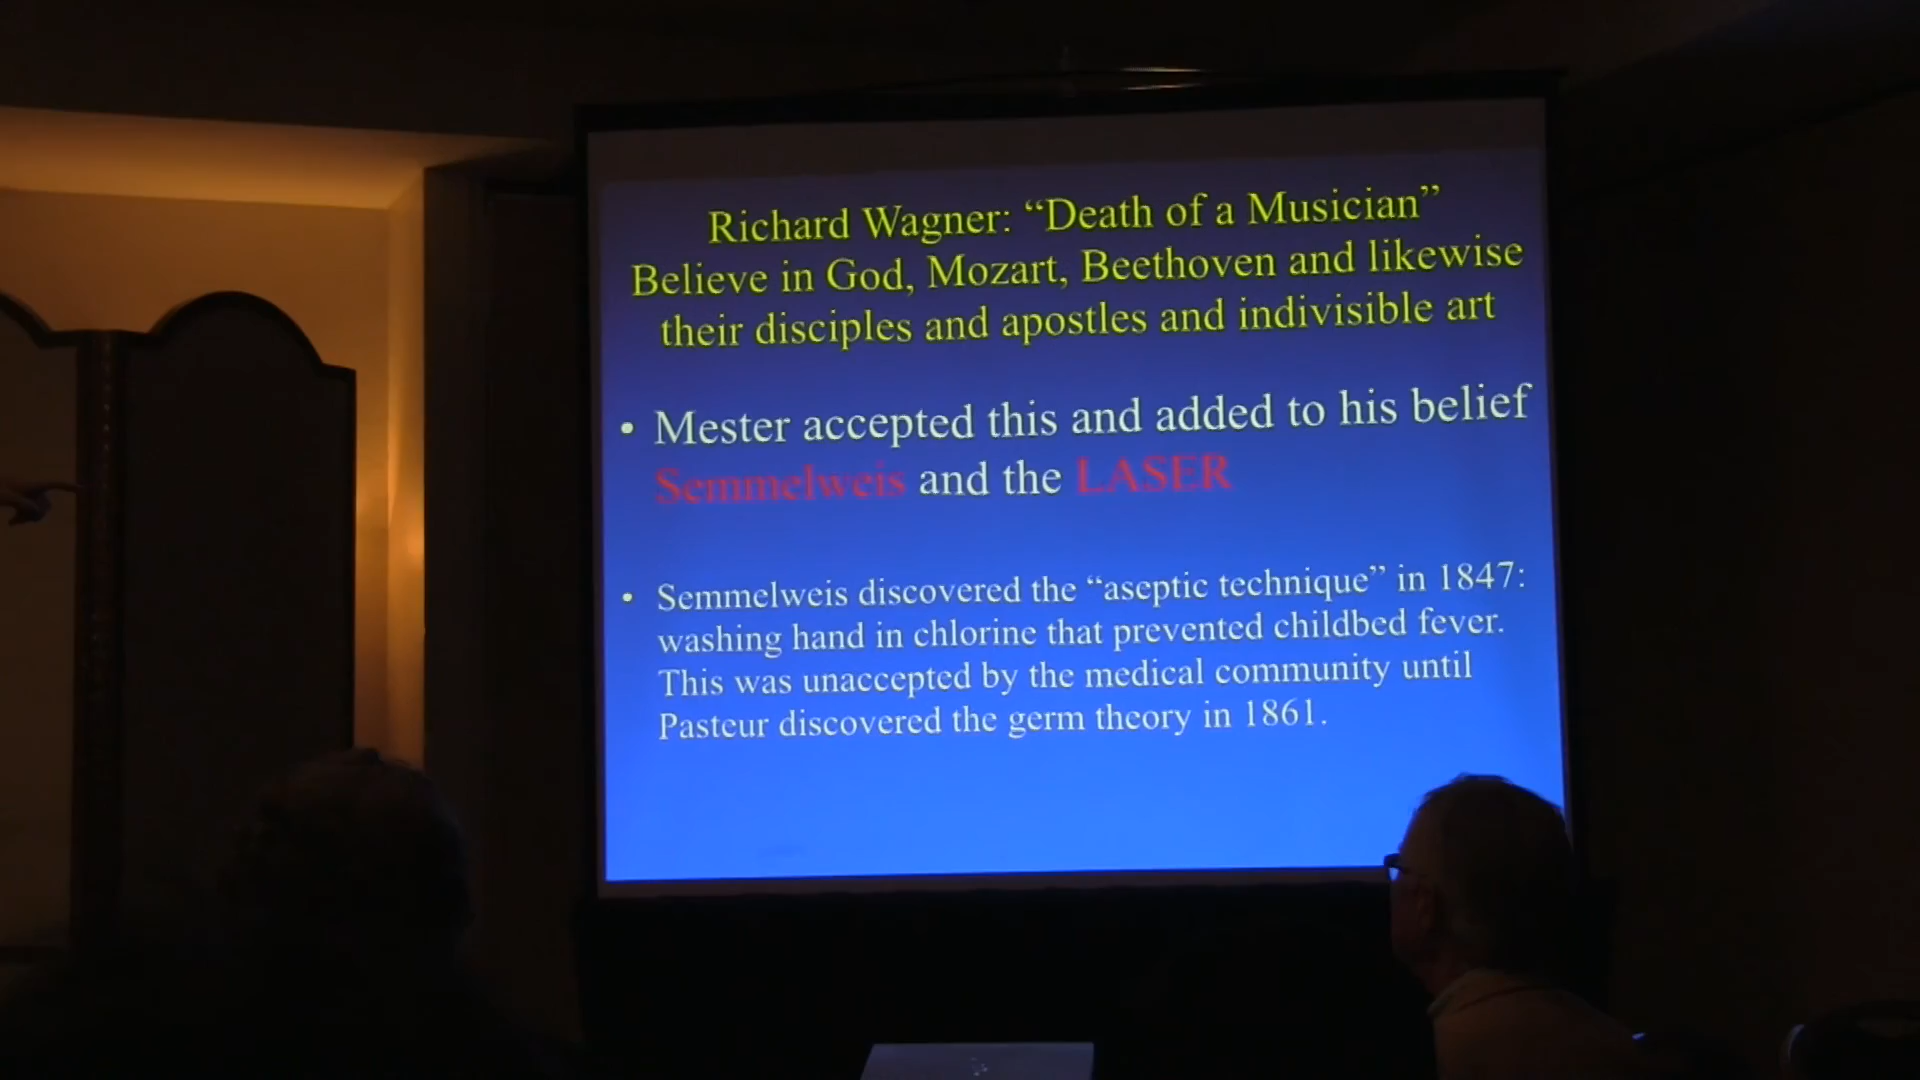 Richard Wagner: “Death of a Musician”
Believe in God, Mozart, Beethoven and likewise
their disciples and apostles and indivisible art
• Mester accepted this and added to his belief
Semmelweis and the LASER
• Semmelweis discovered the “aseptic technique” in 1847:
washing hand in chlorine that prevented childbed fever.
This was unaccepted by the medical community until
Pasteur discovered the germ theory in 1861.